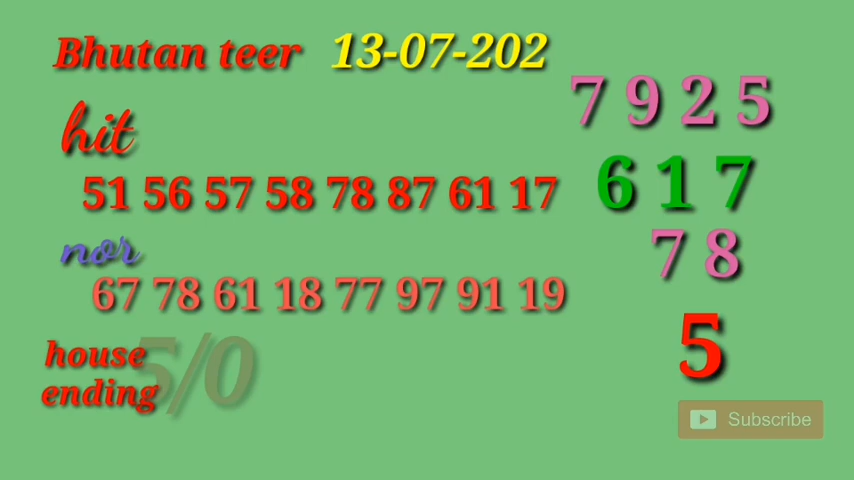 Bhutan teer 13-07-202
7 9 2 5
hit
6 1 7
51 56 57 58 78 87 61 17
nor
7 8
67 78 61 18 77 97 91 19
5
house
ending 5/0
Subscribe